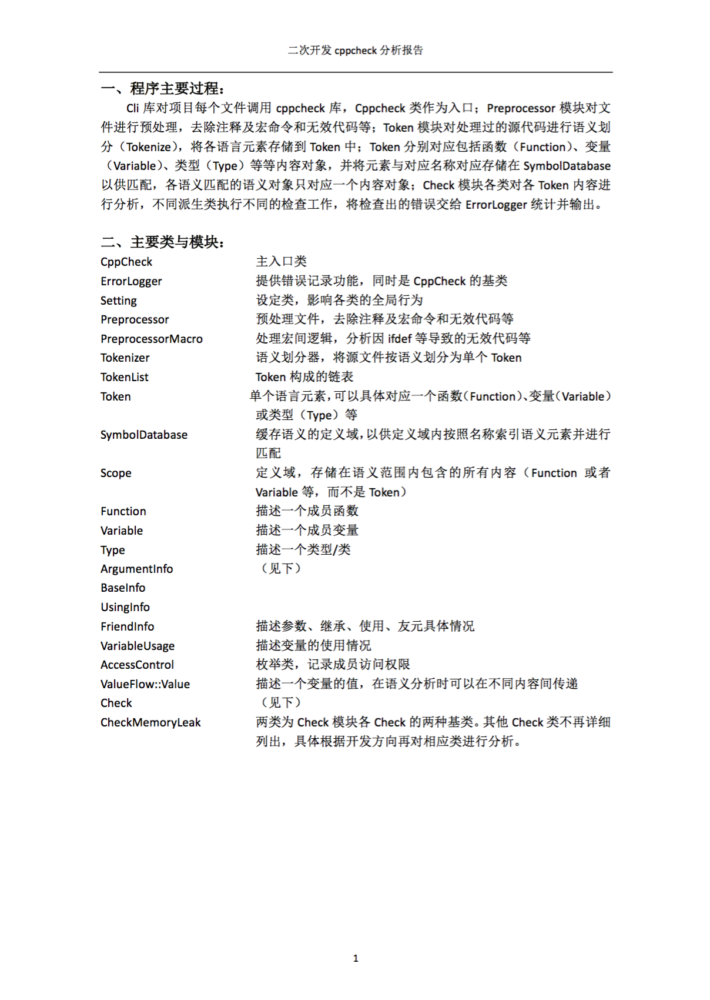 二次开发 cppcheck 分析报告
一、程序主要过程：
Cli 库对项目每个文件调用 cppcheck 库，Cppcheck 类作为入口；Preprocessor 模块对文
件进行预处理，去除注释及宏命令和无效代码等；Token 模块对处理过的源代码进行语义划
分（Tokenize），将各语言元素存储到 Token 中；Token 分别对应包括函数（Function）、变量
（Variable）、类型（Type）等等内容对象，并将元素与对应名称对应存储在 SymbolDatabase
以供匹配，各语义匹配的语义对象只对应一个内容对象；Check 模块各类对各 Token 内容进
行分析，不同派生类执行不同的检查工作，将检查出的错误交给 ErrorLogger 统计并输出。
二、主要类与模块：
CppCheck 主入口类
ErrorLogger 提供错误记录功能，同时是 CppCheck 的基类
Setting 设定类，影响各类的全局行为
Preprocessor 预处理文件，去除注释及宏命令和无效代码等
PreprocessorMacro 处理宏间逻辑，分析因 ifdef 等导致的无效代码等
Tokenizer 语义划分器，将源文件按语义划分为单个 Token
TokenList Token 构成的链表
Token 单个语言元素，可以具体对应一个函数（Function）、变量（Variable）
或类型（Type）等
SymbolDatabase 缓存语义的定义域，以供定义域内按照名称索引语义元素并进行
匹配
Scope 定义域，存储在语义范围内包含的所有内容（Function 或者
Variable 等，而不是 Token）
Function 描述一个成员函数
Variable 描述一个成员变量
Type 描述一个类型/类
ArgumentInfo （见下）
BaseInfo
UsingInfo
FriendInfo 描述参数、继承、使用、友元具体情况
VariableUsage 描述变量的使用情况
AccessControl 枚举类，记录成员访问权限
ValueFlow::Value 描述一个变量的值，在语义分析时可以在不同内容间传递
Check （见下）
CheckMemoryLeak 两类为 Check 模块各 Check 的两种基类。其他 Check 类不再详细
列出，具体根据开发方向再对相应类进行分析。
1